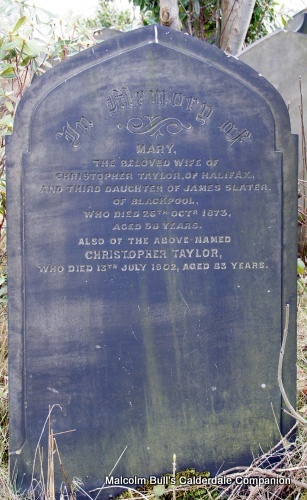 In Memory of
MARY,
THE BELOVED WIFE OF
CHRISTOPHER TAYLOR, OF HALIFAX,
AND THIRD DAUGHTER OF JAMES SLATER,
OF BLACKPOOL,
WHO DIED 26TH OCTR 1873,
AGED 58 YEARS.
ALSO OF THE ABOVE-NAMED
CHRISTOPHER TAYLOR,
WHO DIED 13TH JULY 1902, AGED 83 YEARS.
Malcolm Bull's Calderdale Companion